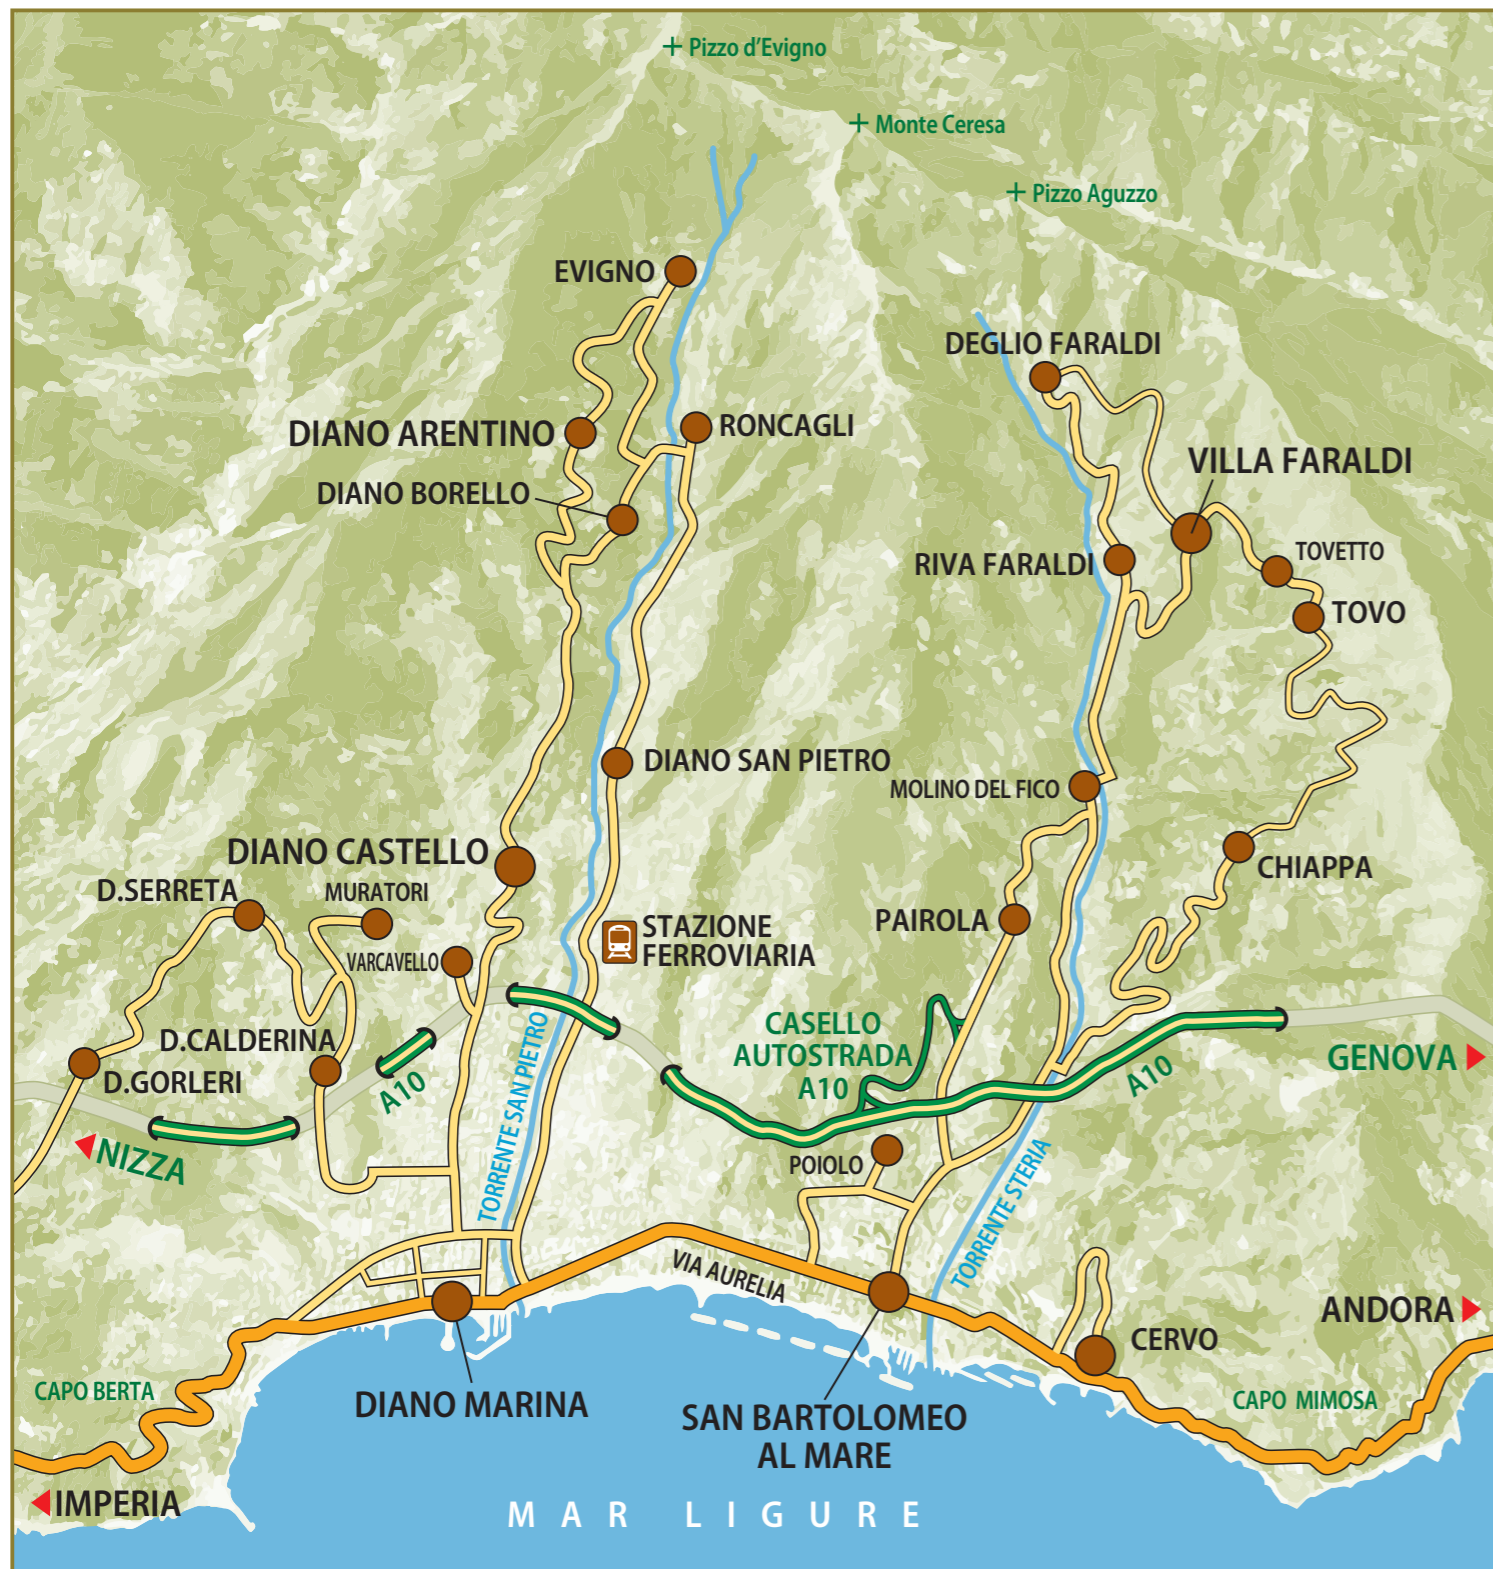 Pizzo d'Evigno
Monte Ceresa
Pizzo Aguzzo
EVIGNO
DEGLIO FARALDI
DIANO ARENTINO
RONCAGLI
VILLA FARALDI
DIANO BORELLO
TOVETTO
RIVA FARALDI
TOVO
DIANO SAN PIETRO
MOLINO DEL FICO
DIANO CASTELLO
CHIAPPA
D.SERRETA
MURATORI
PAIROLA
STAZIONE
FERROVIARIA
VARCAVELLO
CASELLO
AUTOSTRADA
A10
D.CALDERINA
D.GORLERI
A10
A10
GENOVA
NIZZA
TORRENTE SAN PIETRO
POIOLO
TORRENTE STERIA
VIA AURELIA
ANDORA
CERVO
CAPO BERTA
DIANO MARINA
CAPO MIMOSA
SAN BARTOLOMEO
AL MARE
IMPERIA
MAR LIGURE